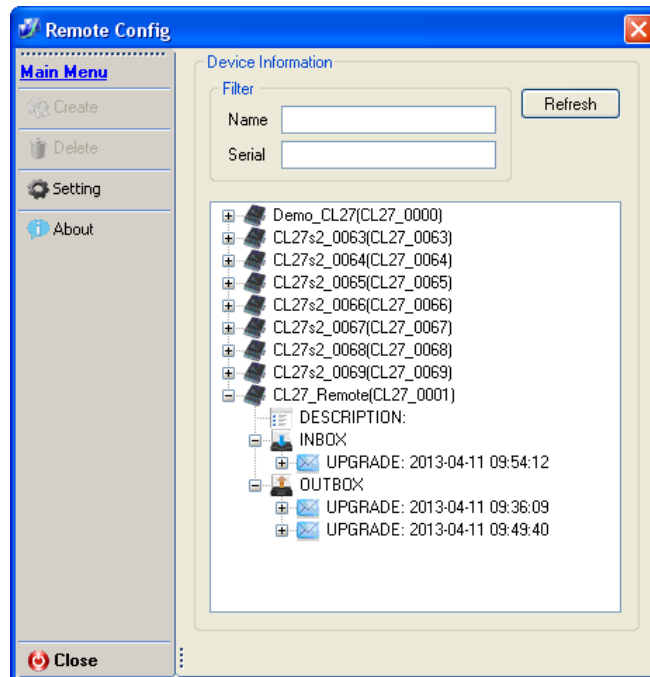 Remote Config
Main Menu
Create
Delete
Setting
About
Close
Device Information
Filter
Name
Serial
Refresh
Demo_CL27(CL27_0000)
CL27s2_0063(CL27_0063)
CL27s2_0064(CL27_0064)
CL27s2_0065(CL27_0065)
CL27s2_0066(CL27_0066)
CL27s2_0067(CL27_0067)
CL27s2_0068(CL27_0068)
CL27s2_0069(CL27_0069)
CL27_Remote(CL27_0001)
DESCRIPTION:
INBOX
UPGRADE: 2013-04-11 09:54:12
OUTBOX
UPGRADE: 2013-04-11 09:36:09
UPGRADE: 2013-04-11 09:49:40